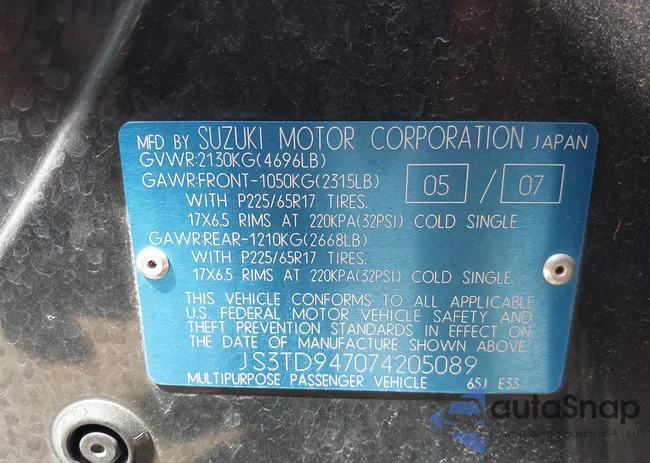 MFD BY SUZUKI MOTOR CORPORATION JAPAN
GVWR:2130KG(4696LB)
GAWR:FRONT-1050KG(2315LB) 05 / 07
WITH P225/65R17 TIRES.
17X6.5 RIMS AT 220KPA(32PSI) COLD SINGLE.
GAWR:REAR-1210KG(2668LB)
WITH P225/65R17 TIRES.
17X6.5 RIMS AT 220KPA(32PSI) COLD SINGLE.
THIS VEHICLE CONFORMS TO ALL APPLICABLE
U.S. FEDERAL MOTOR VEHICLE SAFETY AND
THEFT PREVENTION STANDARDS IN EFFECT ON
THE DATE OF MANUFACTURE SHOWN ABOVE.
JS3TD947074205089
MULTIPURPOSE PASSENGER VEHICLE 65J E33
autoSnap
USA i EU